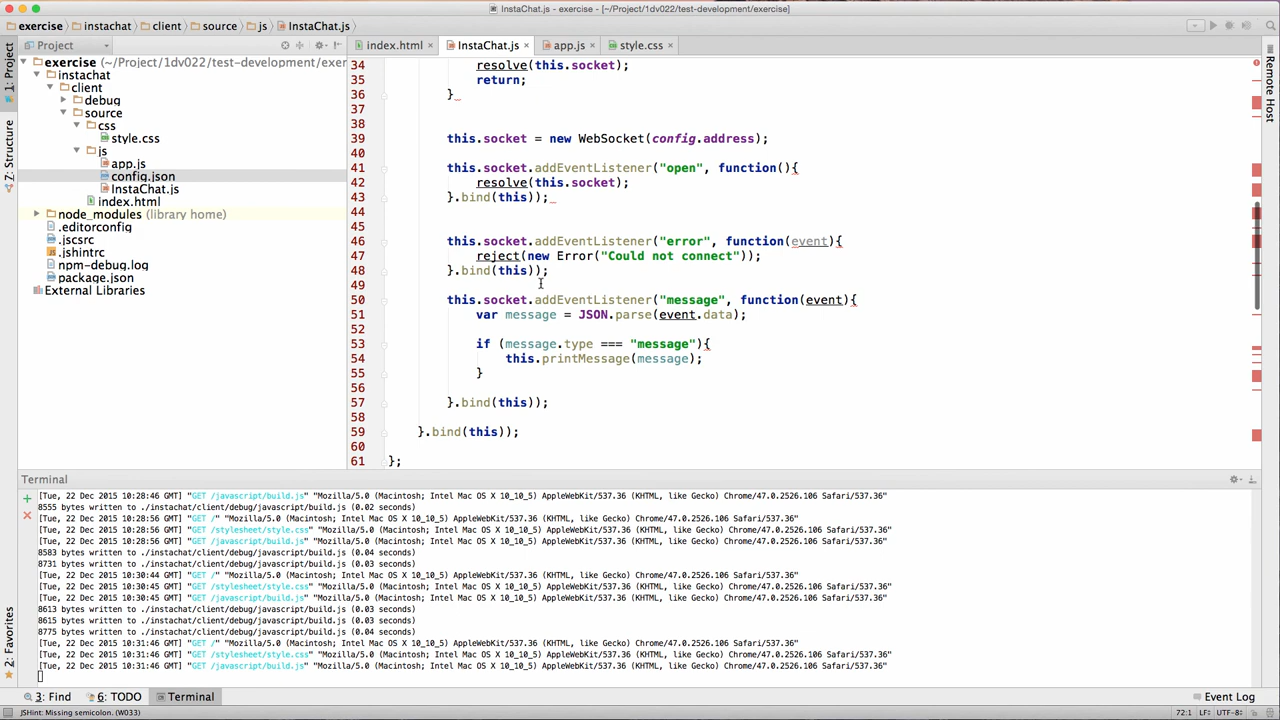 InstaChat.js - exercise - [~/Project/1dv022/test-development/exercise]
exercise instachat client source js InstaChat.js
Project
index.html × InstaChat.js × app.js × style.css ×
1: Project
Z: Structure
2: Favorites
Remote Host
exercise (~/Project/1dv022/test-development/exer
instachat
client
debug
source
css
style.css
js
app.js
config.json
InstaChat.js
index.html
node_modules (library home)
.editorconfig
.jscsrc
.jshintrc
npm-debug.log
package.json
External Libraries
34 resolve(this.socket);
35 return;
36 }
37
38
39 this.socket = new WebSocket(config.address);
40
41 this.socket.addEventListener("open", function(){
42 resolve(this.socket);
43 }.bind(this));
44
45
46 this.socket.addEventListener("error", function(event){
47 reject(new Error("Could not connect"));
48 }.bind(this));
49
50 this.socket.addEventListener("message", function(event){
51 var message = JSON.parse(event.data);
52
53 if (message.type === "message"){
54 this.printMessage(message);
55 }
56
57 }.bind(this));
58
59 }.bind(this));
60
61 };
Terminal
[Tue, 22 Dec 2015 10:28:46 GMT] "GET /javascript/build.js" "Mozilla/5.0 (Macintosh; Intel Mac OS X 10_10_5) AppleWebKit/537.36 (KHTML, like Gecko) Chrome/47.0.2526.106 Safari/537.36"
8555 bytes written to ./instachat/client/debug/javascript/build.js (0.02 seconds)
[Tue, 22 Dec 2015 10:28:56 GMT] "GET /" "Mozilla/5.0 (Macintosh; Intel Mac OS X 10_10_5) AppleWebKit/537.36 (KHTML, like Gecko) Chrome/47.0.2526.106 Safari/537.36"
[Tue, 22 Dec 2015 10:28:56 GMT] "GET /stylesheet/style.css" "Mozilla/5.0 (Macintosh; Intel Mac OS X 10_10_5) AppleWebKit/537.36 (KHTML, like Gecko) Chrome/47.0.2526.106 Safari/537.36"
[Tue, 22 Dec 2015 10:28:56 GMT] "GET /javascript/build.js" "Mozilla/5.0 (Macintosh; Intel Mac OS X 10_10_5) AppleWebKit/537.36 (KHTML, like Gecko) Chrome/47.0.2526.106 Safari/537.36"
8583 bytes written to ./instachat/client/debug/javascript/build.js (0.04 seconds)
8731 bytes written to ./instachat/client/debug/javascript/build.js (0.03 seconds)
[Tue, 22 Dec 2015 10:30:44 GMT] "GET /" "Mozilla/5.0 (Macintosh; Intel Mac OS X 10_10_5) AppleWebKit/537.36 (KHTML, like Gecko) Chrome/47.0.2526.106 Safari/537.36"
[Tue, 22 Dec 2015 10:30:45 GMT] "GET /stylesheet/style.css" "Mozilla/5.0 (Macintosh; Intel Mac OS X 10_10_5) AppleWebKit/537.36 (KHTML, like Gecko) Chrome/47.0.2526.106 Safari/537.36"
[Tue, 22 Dec 2015 10:30:45 GMT] "GET /javascript/build.js" "Mozilla/5.0 (Macintosh; Intel Mac OS X 10_10_5) AppleWebKit/537.36 (KHTML, like Gecko) Chrome/47.0.2526.106 Safari/537.36"
8613 bytes written to ./instachat/client/debug/javascript/build.js (0.03 seconds)
8615 bytes written to ./instachat/client/debug/javascript/build.js (0.03 seconds)
8775 bytes written to ./instachat/client/debug/javascript/build.js (0.04 seconds)
[Tue, 22 Dec 2015 10:31:46 GMT] "GET /" "Mozilla/5.0 (Macintosh; Intel Mac OS X 10_10_5) AppleWebKit/537.36 (KHTML, like Gecko) Chrome/47.0.2526.106 Safari/537.36"
[Tue, 22 Dec 2015 10:31:46 GMT] "GET /stylesheet/style.css" "Mozilla/5.0 (Macintosh; Intel Mac OS X 10_10_5) AppleWebKit/537.36 (KHTML, like Gecko) Chrome/47.0.2526.106 Safari/537.36"
[Tue, 22 Dec 2015 10:31:46 GMT] "GET /javascript/build.js" "Mozilla/5.0 (Macintosh; Intel Mac OS X 10_10_5) AppleWebKit/537.36 (KHTML, like Gecko) Chrome/47.0.2526.106 Safari/537.36"
3: Find 6: TODO Terminal Event Log
JSHint: Missing semicolon. (W033) 72:1 LF÷ UTF-8÷